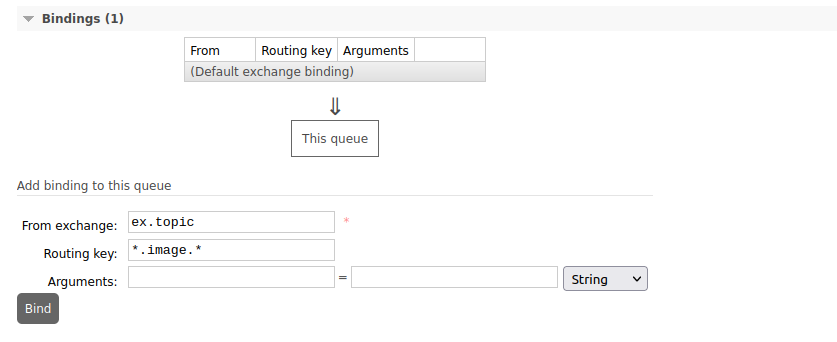 Bindings (1)
From Routing key Arguments
(Default exchange binding)
⇓
This queue
Add binding to this queue
From exchange: ex.topic *
Routing key: *.image.*
Arguments: = String
Bind